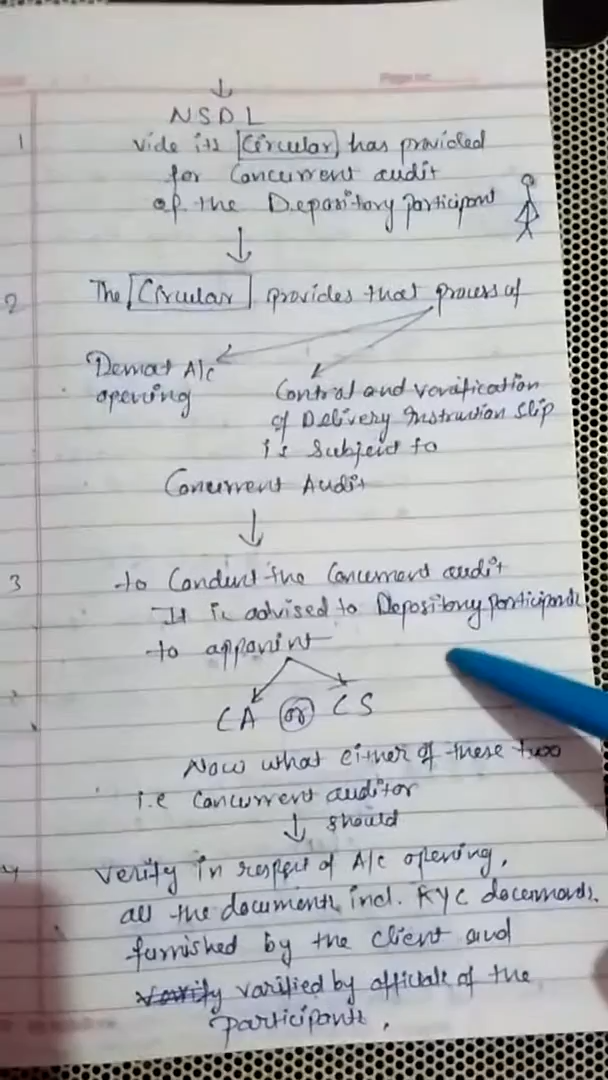 Page no.
NSDL
1 vide its [Circular] has provided
for Concurrent audit
of the Depository participant
2 The [Circular] provides that process of
Demat A/c
opening
Control and varification
of Delivery Instruction slip
is subject to
Concurrent Audit
3 to Conduct the Concurrent audit
It is advised to Depository participants
to appoint
CA or CS
Now what either of these two
i.e concurrent auditor
should
4 verify in respect of A/c opening,
all the documents incl. KYC documents.
furnished by the client and
verify varified by officials of the
participants.